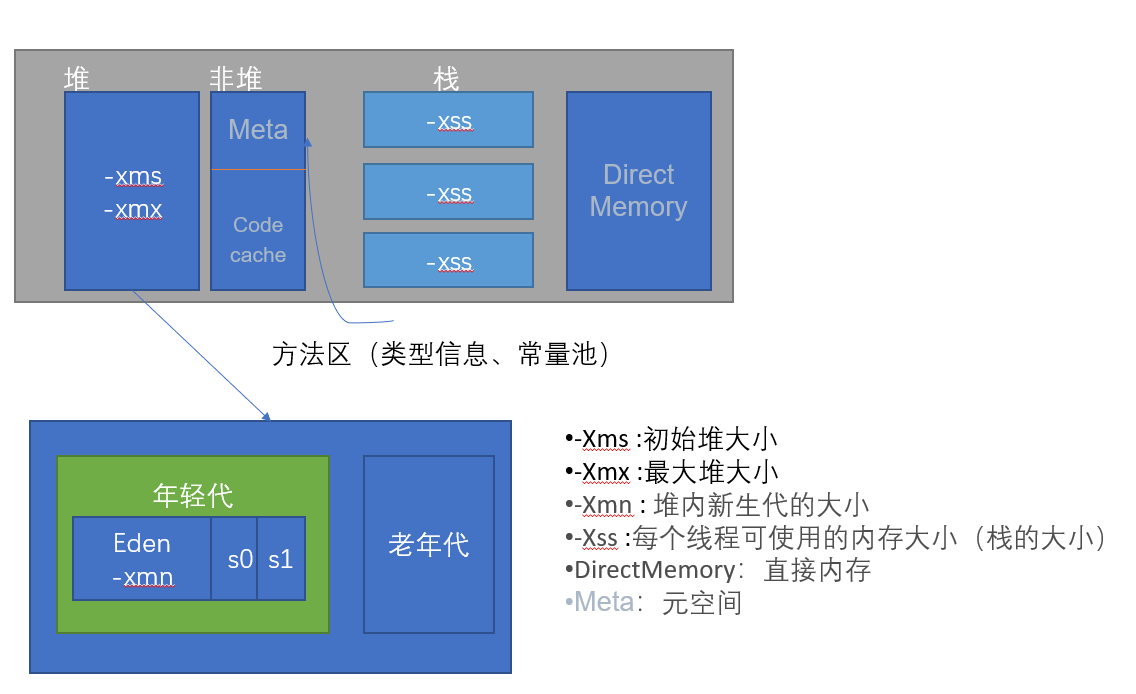 堆
非堆
栈
-xms
-xmx
Meta
Code
cache
-xss
-xss
-xss
Direct
Memory
方法区（类型信息、常量池）
年轻代
Eden
-xmn
s0
s1
老年代
•-Xms :初始堆大小
•-Xmx :最大堆大小
•-Xmn : 堆内新生代的大小
•-Xss :每个线程可使用的内存大小（栈的大小）
•DirectMemory： 直接内存
•Meta： 元空间